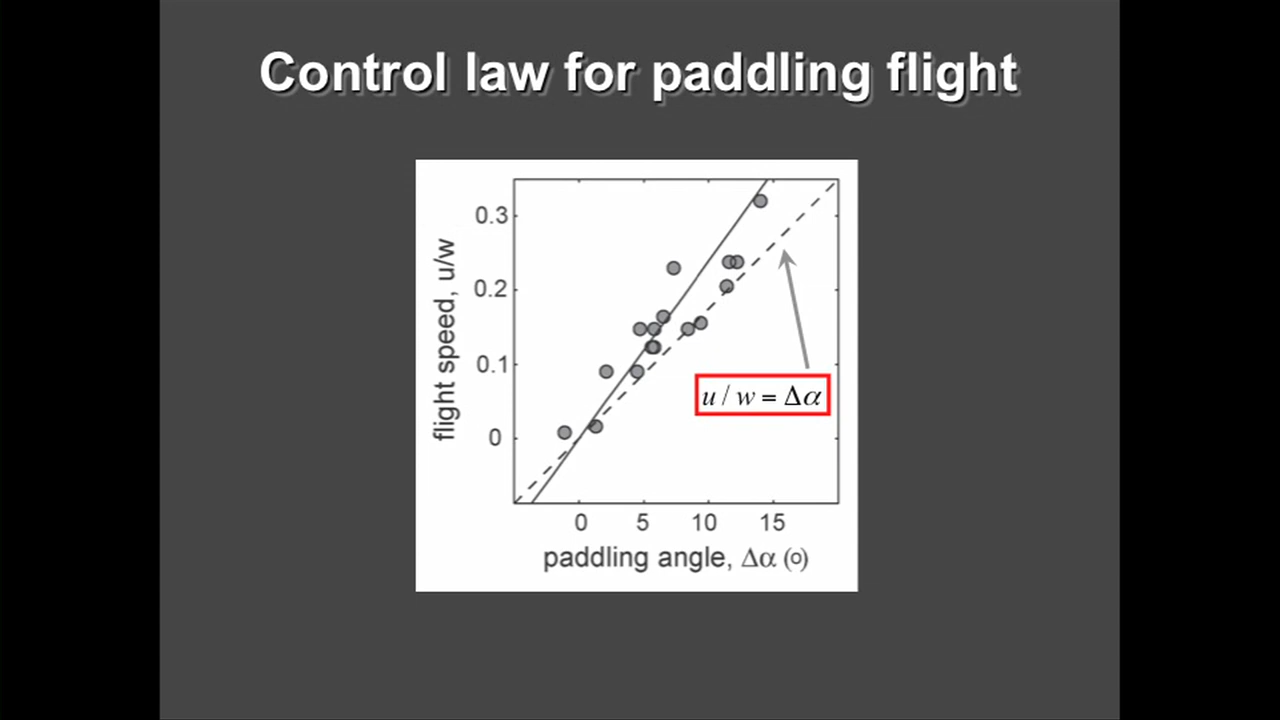 Control law for paddling flight
flight speed, u/w
0.3
0.2
0.1
0
u / w = Δα
0 5 10 15
paddling angle, Δα (o)